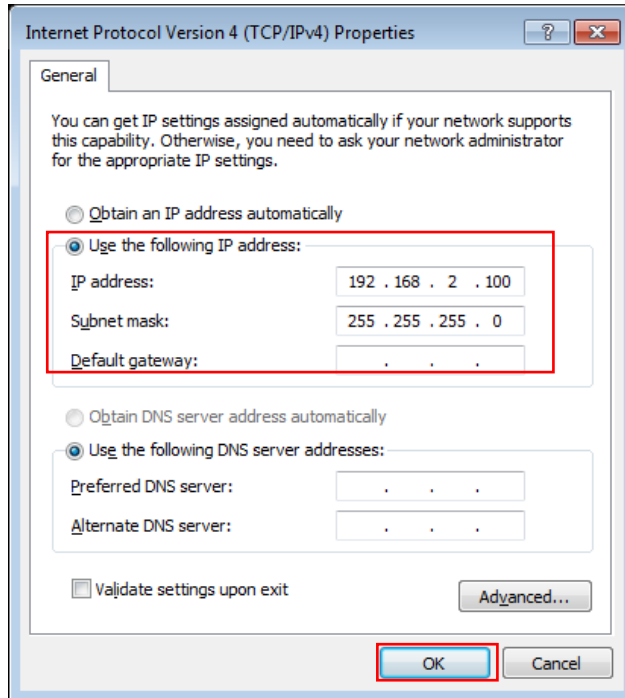 Internet Protocol Version 4 (TCP/IPv4) Properties
?
General
You can get IP settings assigned automatically if your network supports
this capability. Otherwise, you need to ask your network administrator
for the appropriate IP settings.
Obtain an IP address automatically
Use the following IP address:
IP address: 192 . 168 . 2 . 100
Subnet mask: 255 . 255 . 255 . 0
Default gateway: . . .
Obtain DNS server address automatically
Use the following DNS server addresses:
Preferred DNS server: . . .
Alternate DNS server: . . .
Validate settings upon exit
Advanced...
OK Cancel